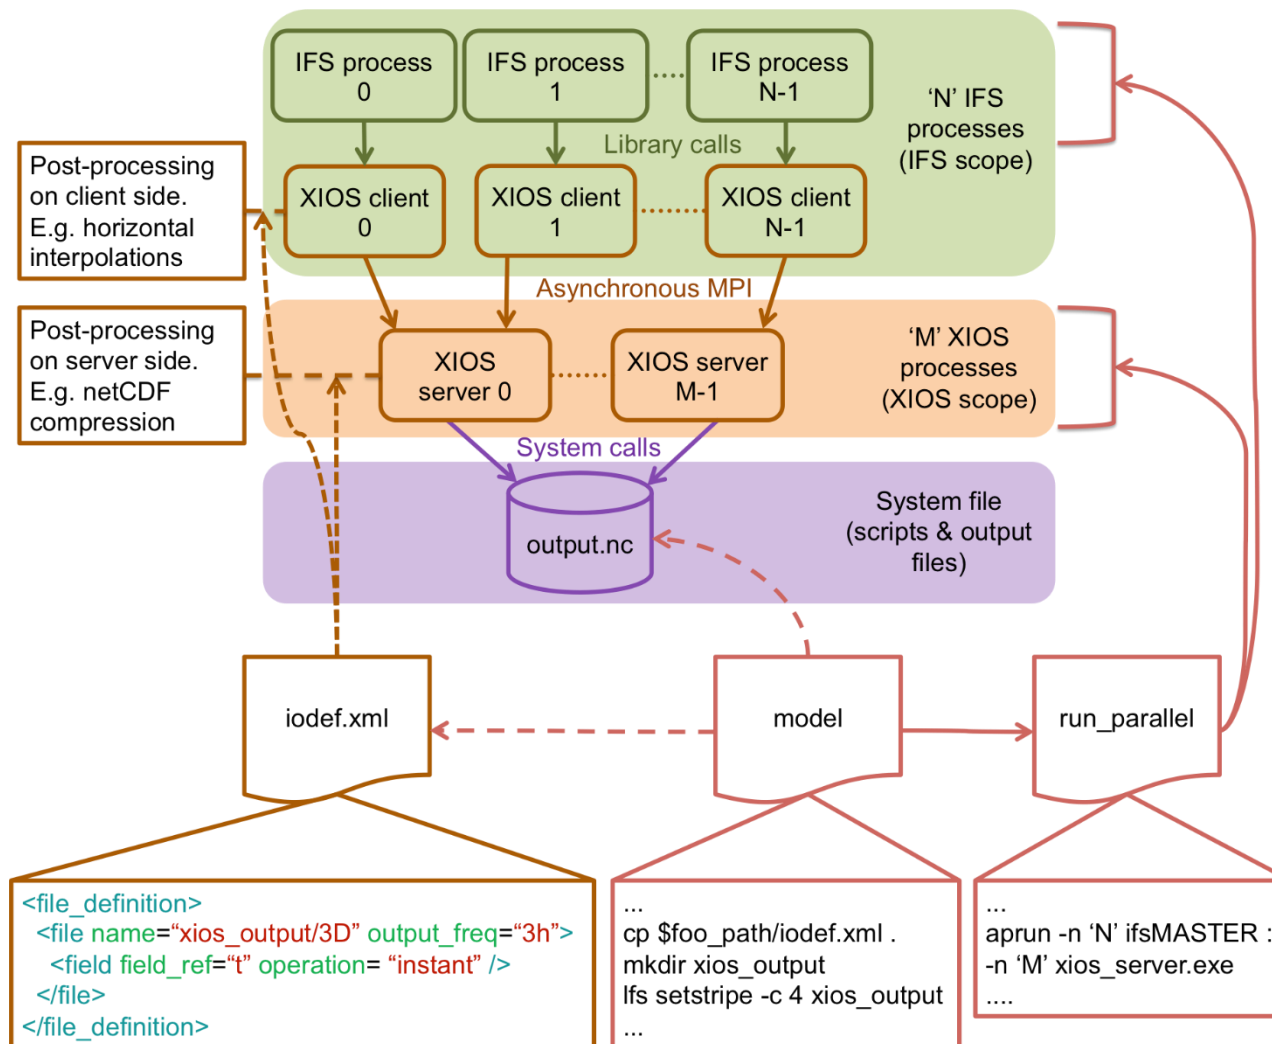 IFS process
0
IFS process
1
IFS process
N-1
‘N’ IFS
processes
(IFS scope)
Library calls
Post-processing
on client side.
E.g. horizontal
interpolations
XIOS client
0
XIOS client
1
XIOS client
N-1
Asynchronous MPI
Post-processing
on server side.
E.g. netCDF
compression
XIOS
server 0
XIOS server
M-1
‘M’ XIOS
processes
(XIOS scope)
System calls
output.nc
System file
(scripts & output
files)
iodef.xml
model
run_parallel
<file_definition>
<file name=“xios_output/3D” output_freq=“3h”>
<field field_ref=“t” operation= “instant” />
</file>
</file_definition>
...
cp $foo_path/iodef.xml .
mkdir xios_output
lfs setstripe -c 4 xios_output
...
...
aprun -n ‘N’ ifsMASTER :
-n ‘M’ xios_server.exe
....